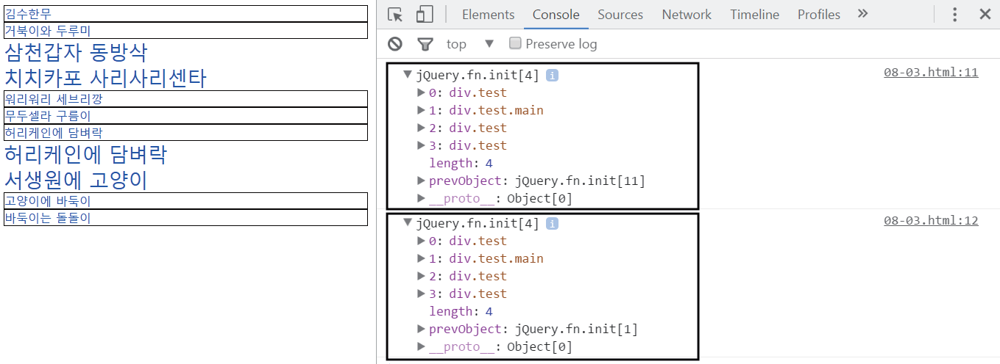 김수한무
거북이와 두루미
삼천갑자 동방삭
치치카포 사리사리센타
워리워리 세브리깡
무두셀라 구름이
허리케인에 담벼락
허리케인에 담벼락
서생원에 고양이
고양이에 바둑이
바둑이는 돌돌이
Elements Console Sources Network Timeline Profiles »
top ▼ Preserve log
▼ jQuery.fn.init[4] i 08-03.html:11
▶ 0: div.test
▶ 1: div.test.main
▶ 2: div.test
▶ 3: div.test
length: 4
▶ prevObject: jQuery.fn.init[11]
▶ __proto__: Object[0]
▼ jQuery.fn.init[4] i 08-03.html:12
▶ 0: div.test
▶ 1: div.test.main
▶ 2: div.test
▶ 3: div.test
length: 4
▶ prevObject: jQuery.fn.init[1]
▶ __proto__: Object[0]